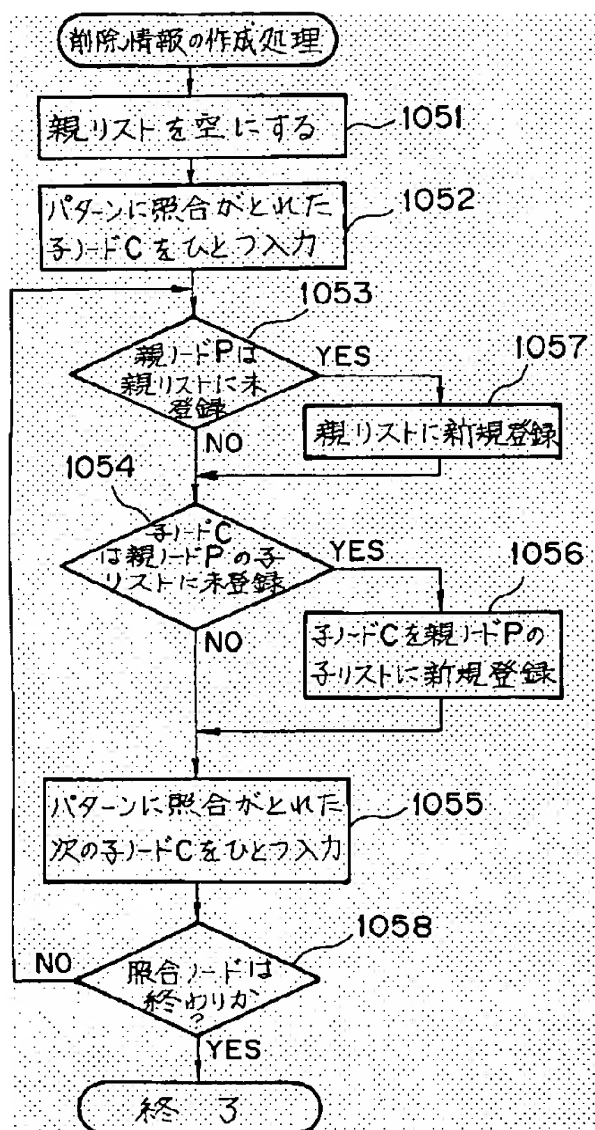 削除情報の作成処理
親リストを空にする
1051
パターンに照合がとれた
子ノードCをひとつ入力
1052
1053
親ノードPは
親リストに未
登録
YES
NO
1057
親リストに新規登録
1054
子ノードC
は親ノードPの子
リストに未登録
YES
NO
1056
子ノードCを親ノードPの
子リストに新規登録
パターンに照合がとれた
次の子ノードCをひとつ入力
1055
1058
照合ノードは
終わりか
?
NO
YES
終了